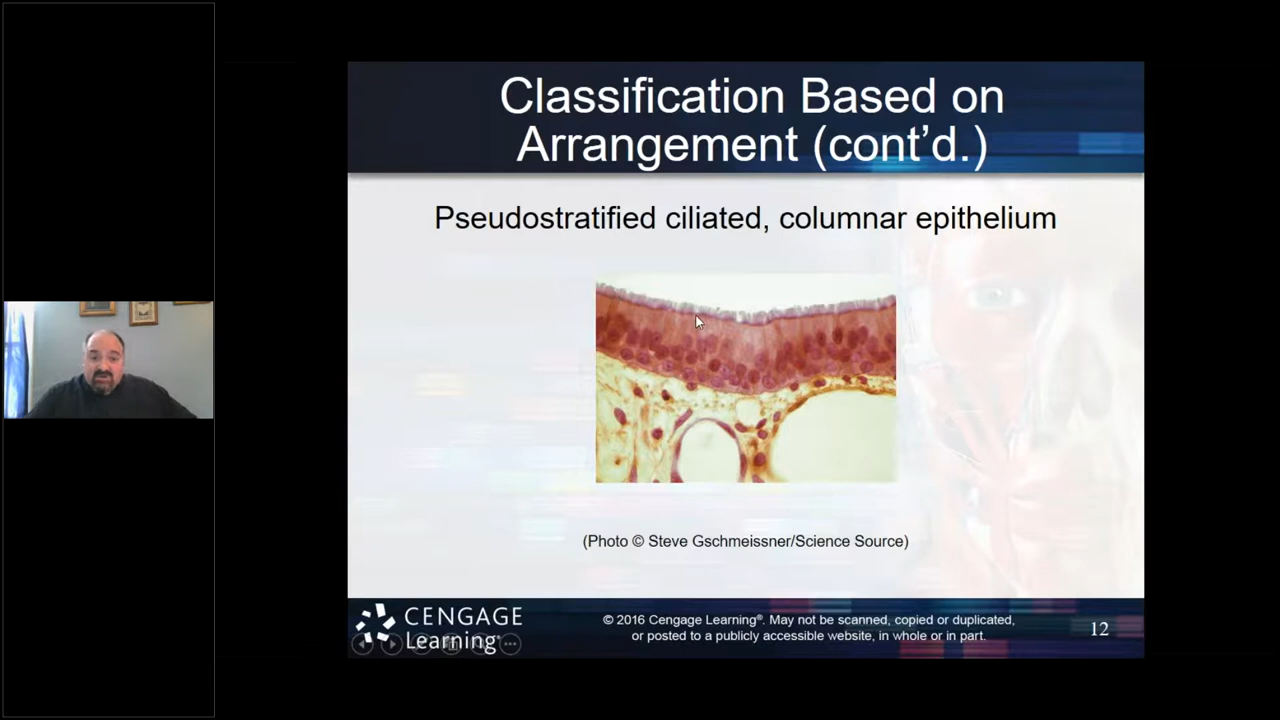 Classification Based on
Arrangement (cont’d.)
Pseudostratified ciliated, columnar epithelium
(Photo © Steve Gschmeissner/Science Source)
CENGAGE
Learning®
© 2016 Cengage Learning®. May not be scanned, copied or duplicated,
or posted to a publicly accessible website, in whole or in part.
12